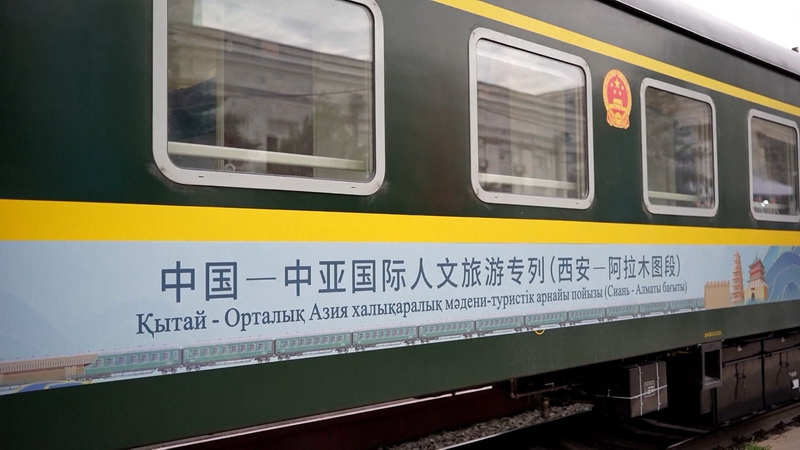 中国—中亚国际人文旅游专列(西安—阿拉木图段)
Қытай - Орталық Азия халықаралық мәдени-туристік арнайы пойызы (Сиань - Алматы бағыты)